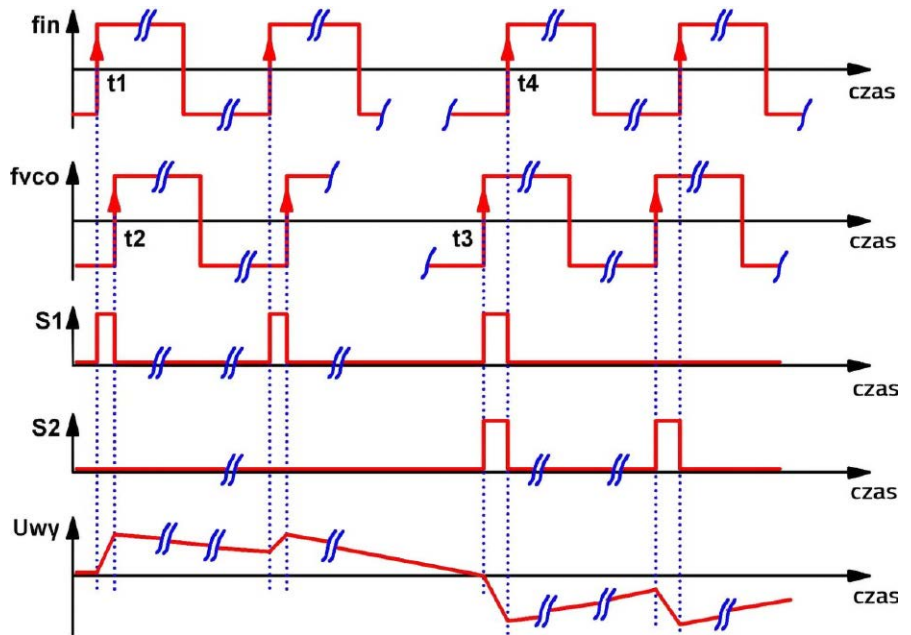 fin
t1
t4
czas
fvco
t2
t3
czas
S1
czas
S2
czas
Uwy
czas